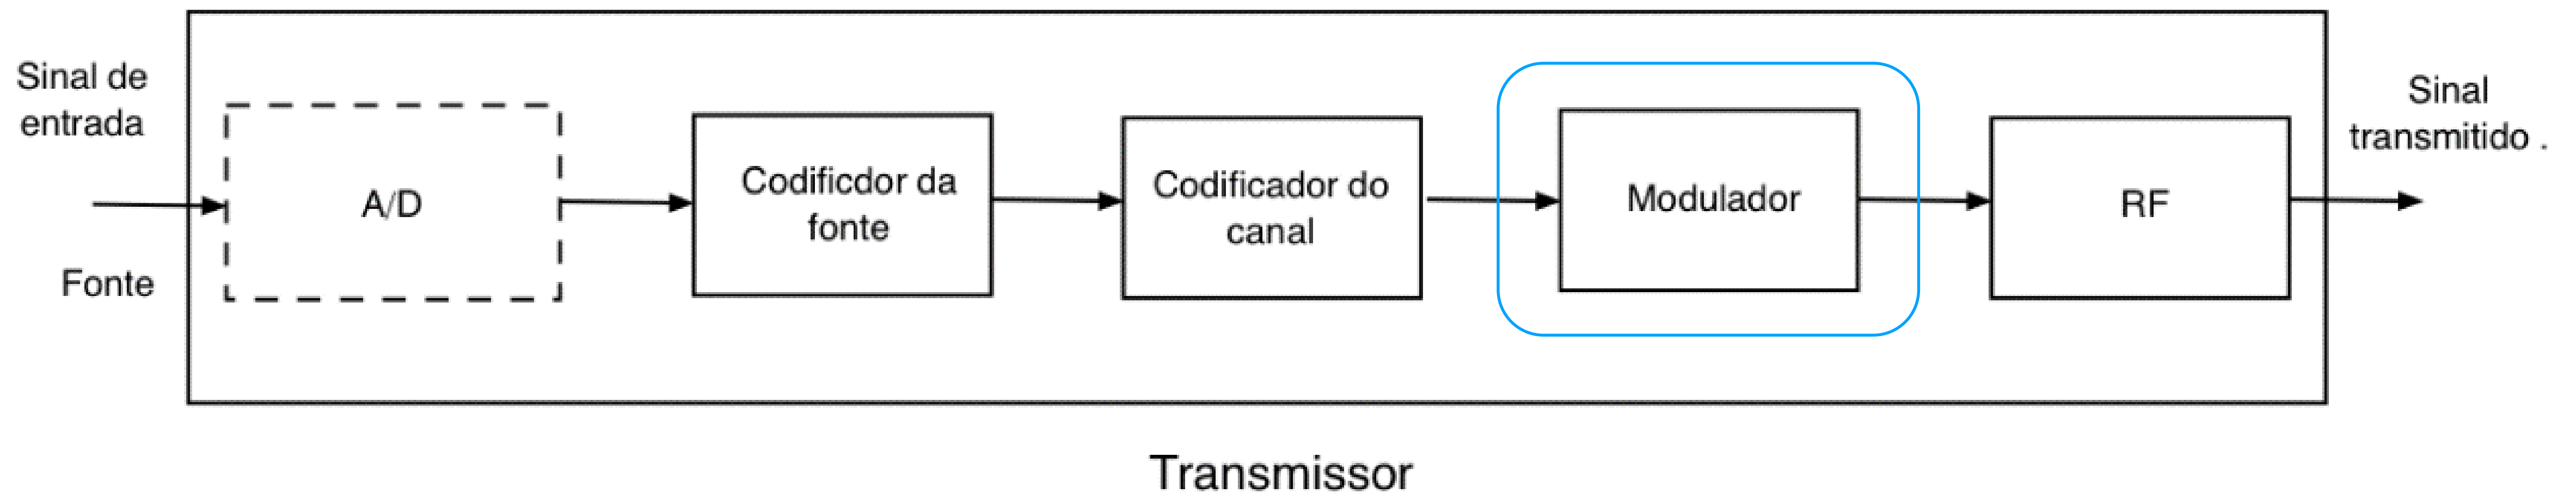 Sinal de
entrada
Fonte
A/D
Codificdor da
fonte
Codificador do
canal
Modulador
RF
Sinal
transmitido .
Transmissor